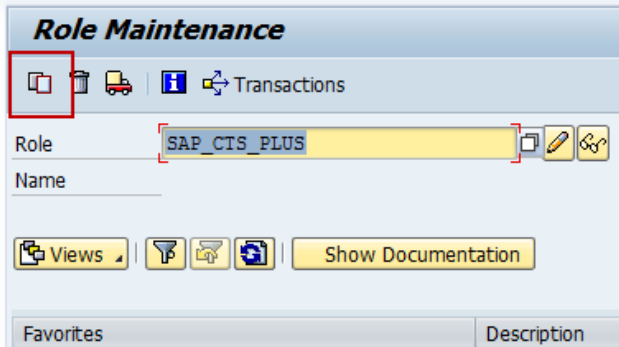 Role Maintenance
Transactions
Role SAP_CTS_PLUS
Name
Views Show Documentation
Favorites Description